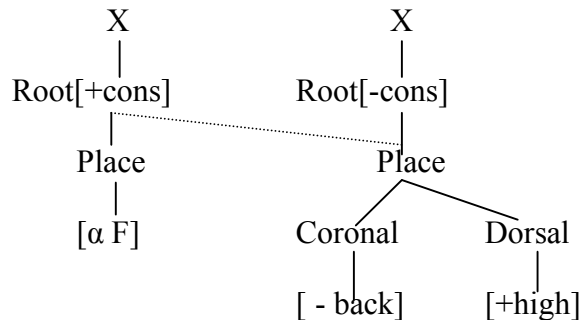 X X
Root[+cons] Root[-cons]
Place Place
[α F] Coronal Dorsal
[ - back] [+high]